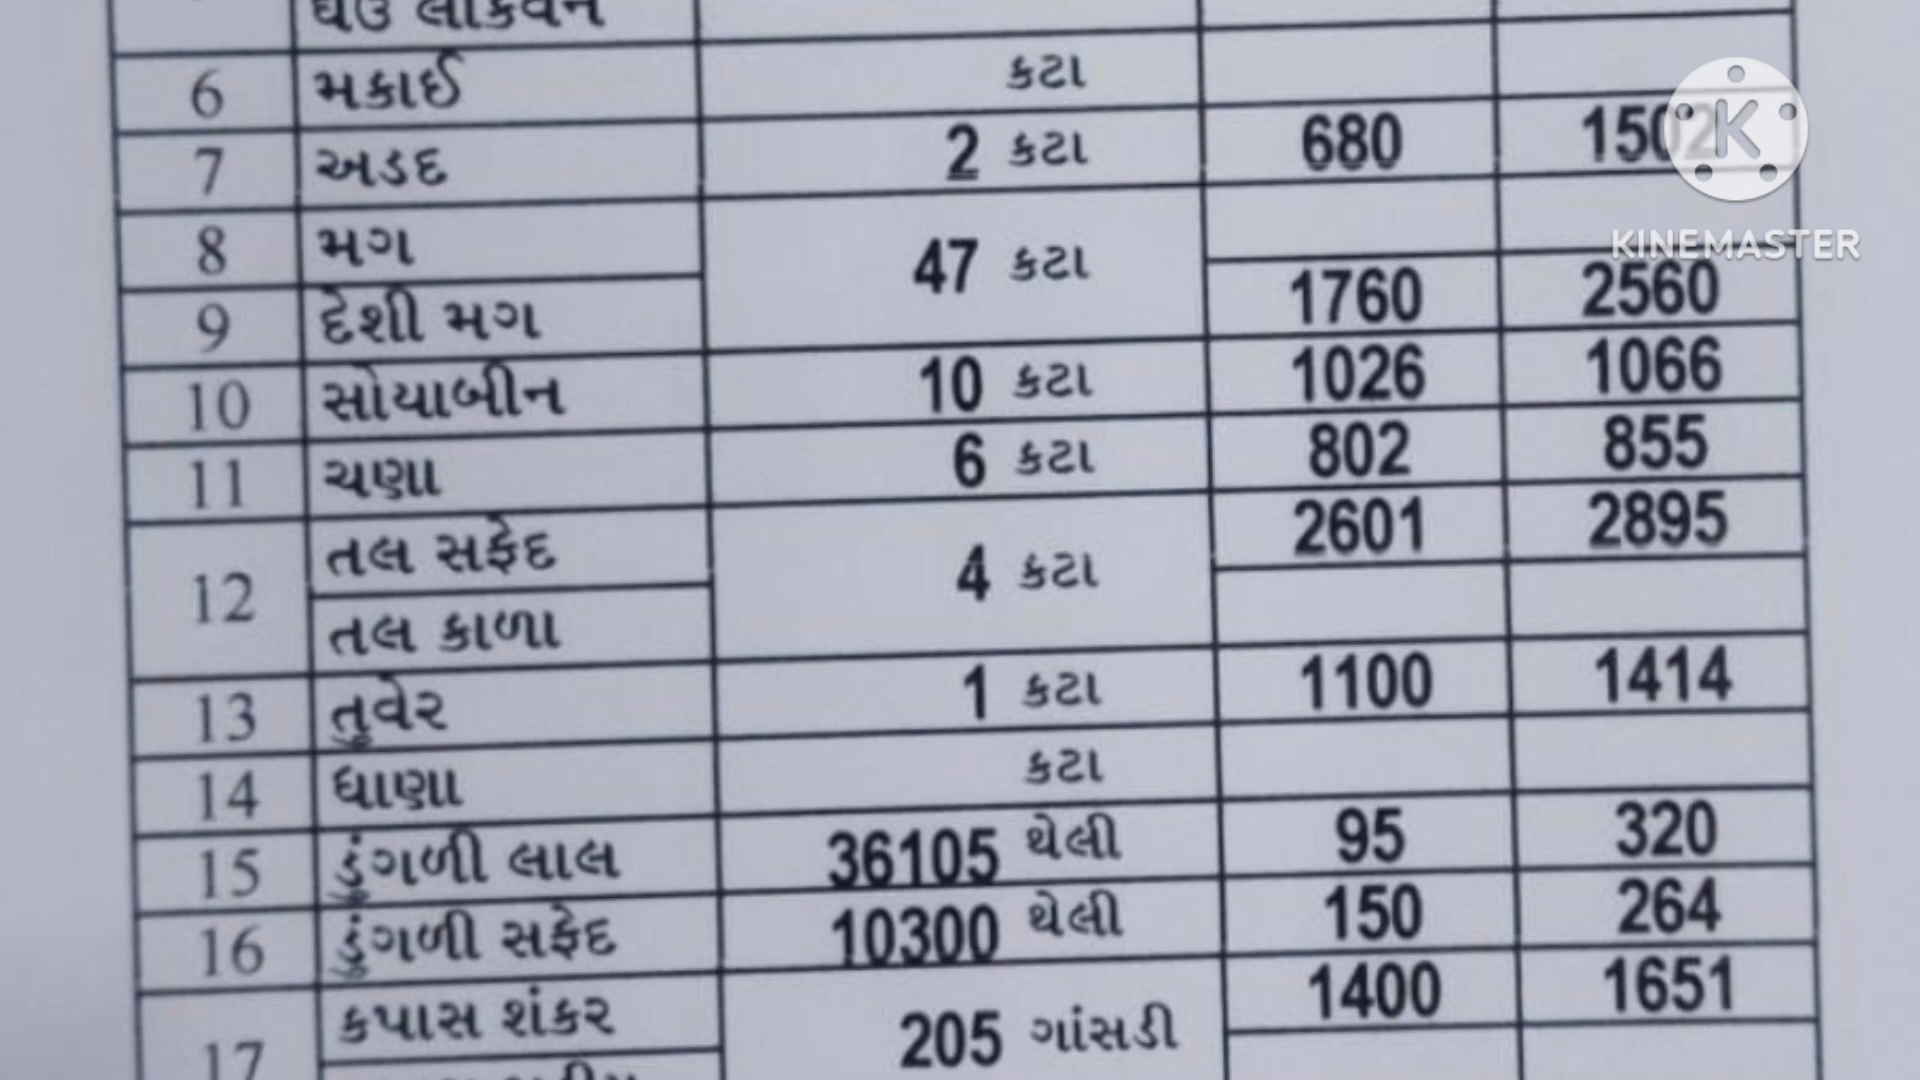 ઘઉં લોકવન
6 મકાઈ કટા
7 અડદ 2 કટા 680 1502
8 મગ 47 કટા
9 દેશી મગ 1760 2560
10 સોયાબીન 10 કટા 1026 1066
11 ચણા 6 કટા 802 855
12 તલ સફેદ 4 કટા 2601 2895
તલ કાળા
13 તુવેર 1 કટા 1100 1414
14 ધાણા કટા
15 ડુંગળી લાલ 36105 થેલી 95 320
16 ડુંગળી સફેદ 10300 થેલી 150 264
17 કપાસ શંકર 205 ગાંસડી 1400 1651
K
KINEMASTER